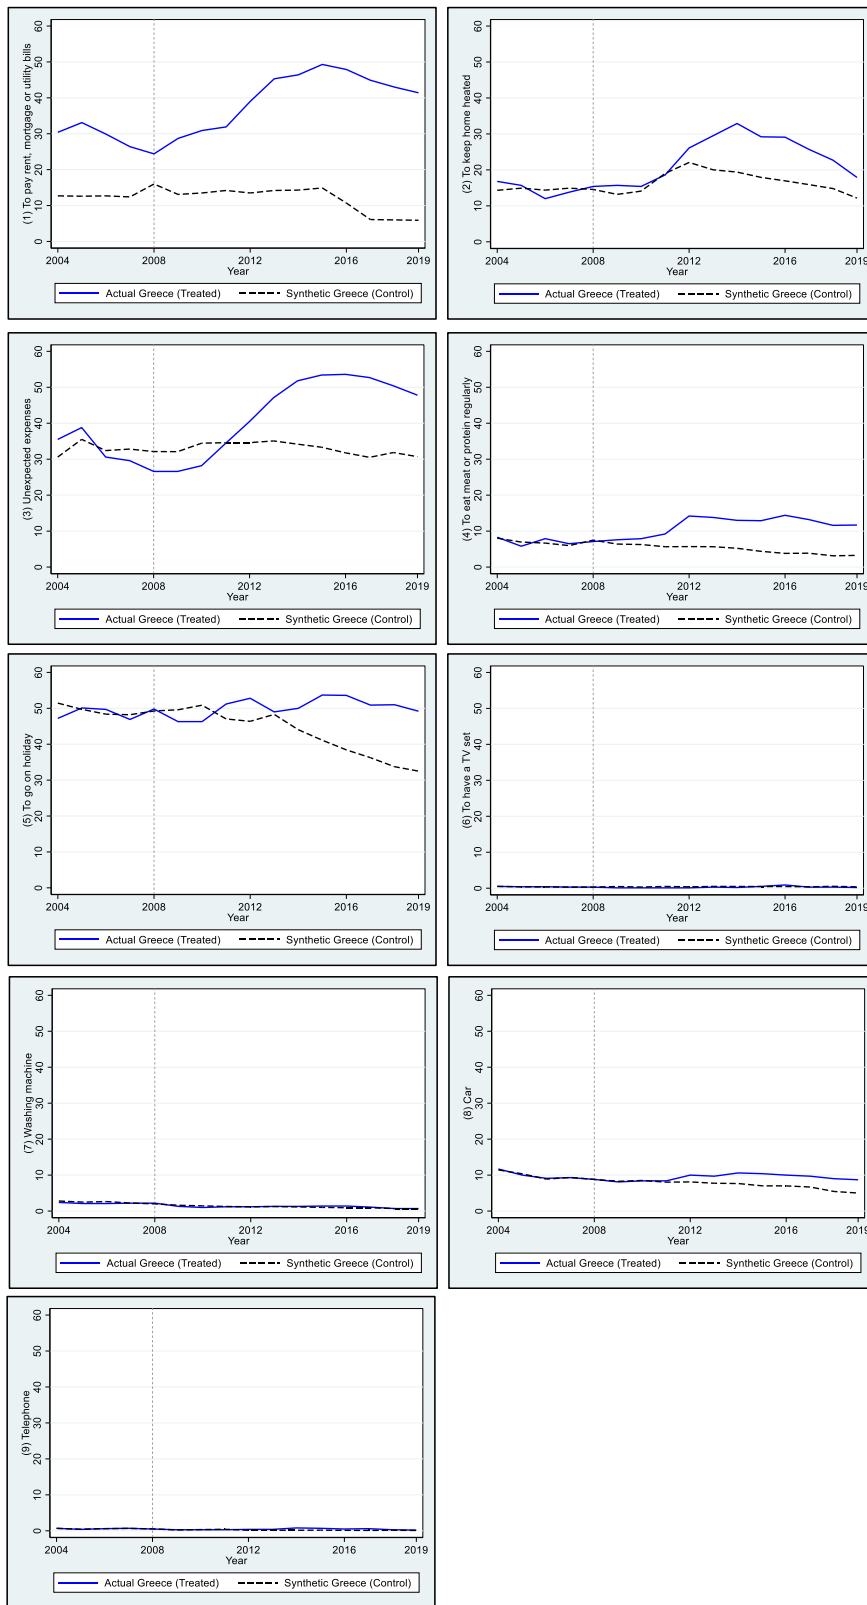 (1) To pay rent, mortgage or utility bills
60
50
40
30
20
10
0
2004 2008 2012 2016 2019
Year
Actual Greece (Treated) Synthetic Greece (Control)
(2) To keep home heated
60
50
40
30
20
10
0
2004 2008 2012 2016 2019
Year
Actual Greece (Treated) Synthetic Greece (Control)
(3) Unexpected expenses
60
50
40
30
20
10
0
2004 2008 2012 2016 2019
Year
Actual Greece (Treated) Synthetic Greece (Control)
(4) To eat meat or protein regularly
60
50
40
30
20
10
0
2004 2008 2012 2016 2019
Year
Actual Greece (Treated) Synthetic Greece (Control)
(5) To go on holiday
60
50
40
30
20
10
0
2004 2008 2012 2016 2019
Year
Actual Greece (Treated) Synthetic Greece (Control)
(6) To have a TV set
60
50
40
30
20
10
0
2004 2008 2012 2016 2019
Year
Actual Greece (Treated) Synthetic Greece (Control)
(7) Washing machine
60
50
40
30
20
10
0
2004 2008 2012 2016 2019
Year
Actual Greece (Treated) Synthetic Greece (Control)
(8) Car
60
50
40
30
20
10
0
2004 2008 2012 2016 2019
Year
Actual Greece (Treated) Synthetic Greece (Control)
(9) Telephone
60
50
40
30
20
10
0
2004 2008 2012 2016 2019
Year
Actual Greece (Treated) Synthetic Greece (Control)